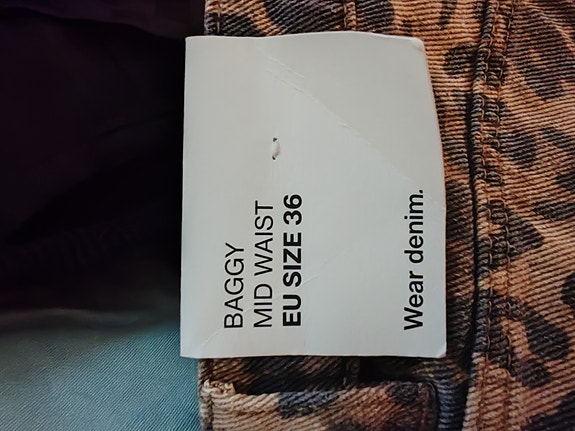 BAGGY
MID WAIST
EU SIZE 36
Wear denim.